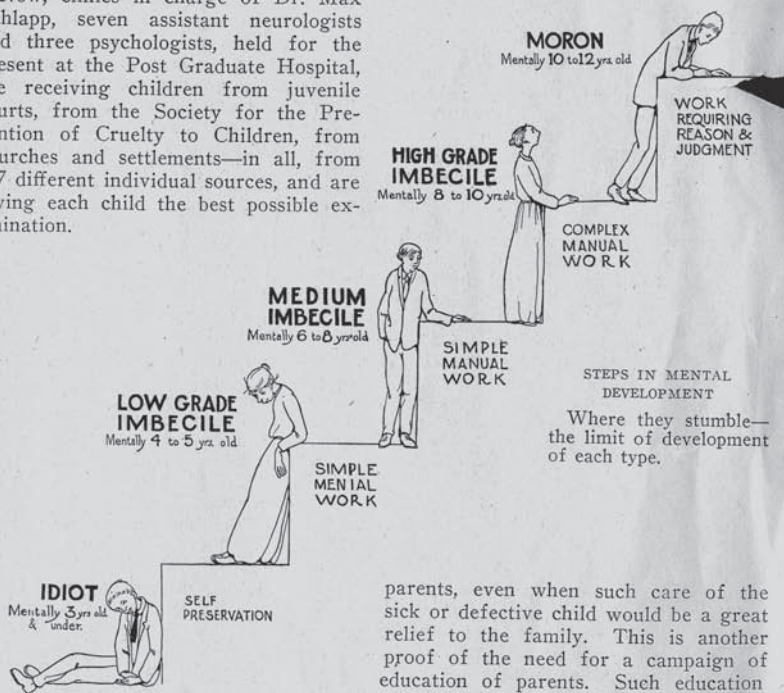 clinics in charge of Dr. Max
hlapp, seven assistant neurologists
d three psychologists, held for the
esent at the Post Graduate Hospital,
e receiving children from juvenile
urts, from the Society for the Pre-
ntion of Cruelty to Children, from
urches and settlements—in all, from
7 different individual sources, and are
ving each child the best possible ex-
ination.
MORON
Mentally 10 to 12 yrs old
WORK
REQUIRING
REASON &
JUDGMENT
HIGH GRADE
IMBECILE
Mentally 8 to 10 yrs old
COMPLEX
MANUAL
WORK
MEDIUM
IMBECILE
Mentally 6 to 8 yrs old
SIMPLE
MANUAL
WORK
LOW GRADE
IMBECILE
Mentally 4 to 5 yrs old
SIMPLE
MENIAL
WORK
IDIOT
Mentally 3 yrs old
& under.
SELF
PRESERVATION
STEPS IN MENTAL
DEVELOPMENT
Where they stumble—
the limit of development
of each type.
parents, even when such care of the
sick or defective child would be a great
relief to the family. This is another
proof of the need for a campaign of
education of parents. Such education